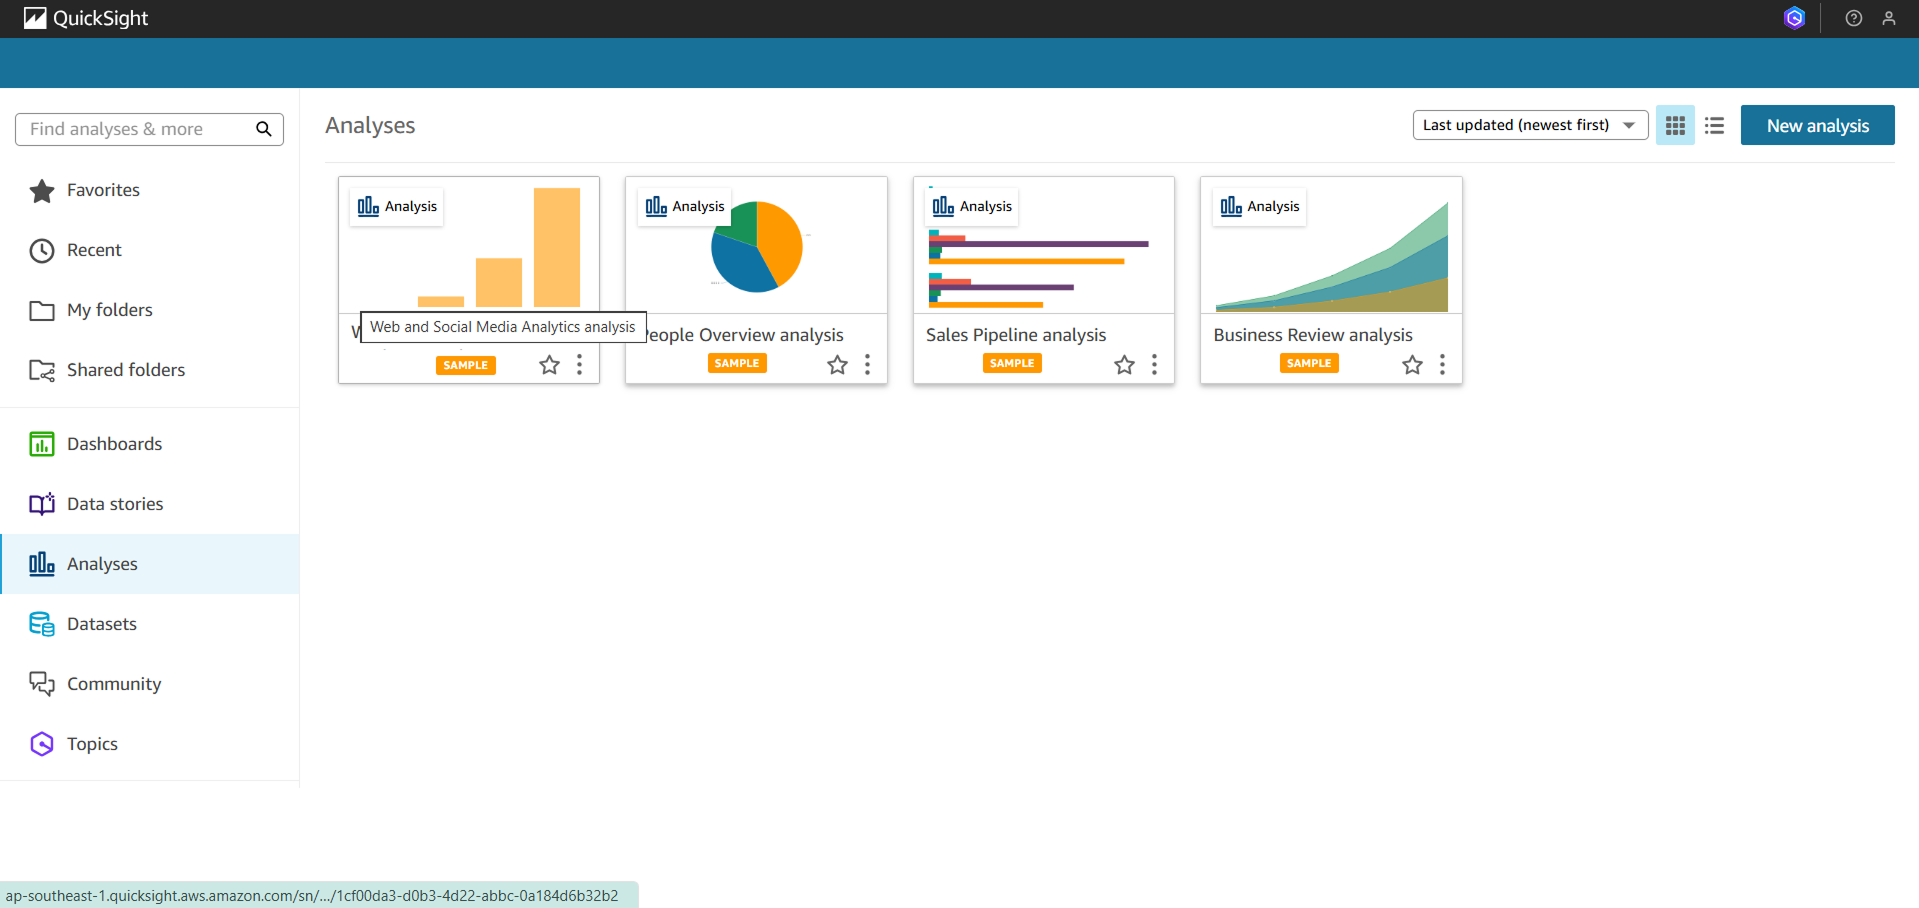 QuickSight
Find analyses & more
Favorites
Recent
My folders
Shared folders
Dashboards
Data stories
Analyses
Datasets
Community
Topics
Analyses
Last updated (newest first)
New analysis
Analysis
Web and Social Media Analytics analysis
SAMPLE
Analysis
People Overview analysis
SAMPLE
Analysis
Sales Pipeline analysis
SAMPLE
Analysis
Business Review analysis
SAMPLE
ap-southeast-1.quicksight.aws.amazon.com/sn/.../1cf00da3-d0b3-4d22-abbc-0a184d6b32b2